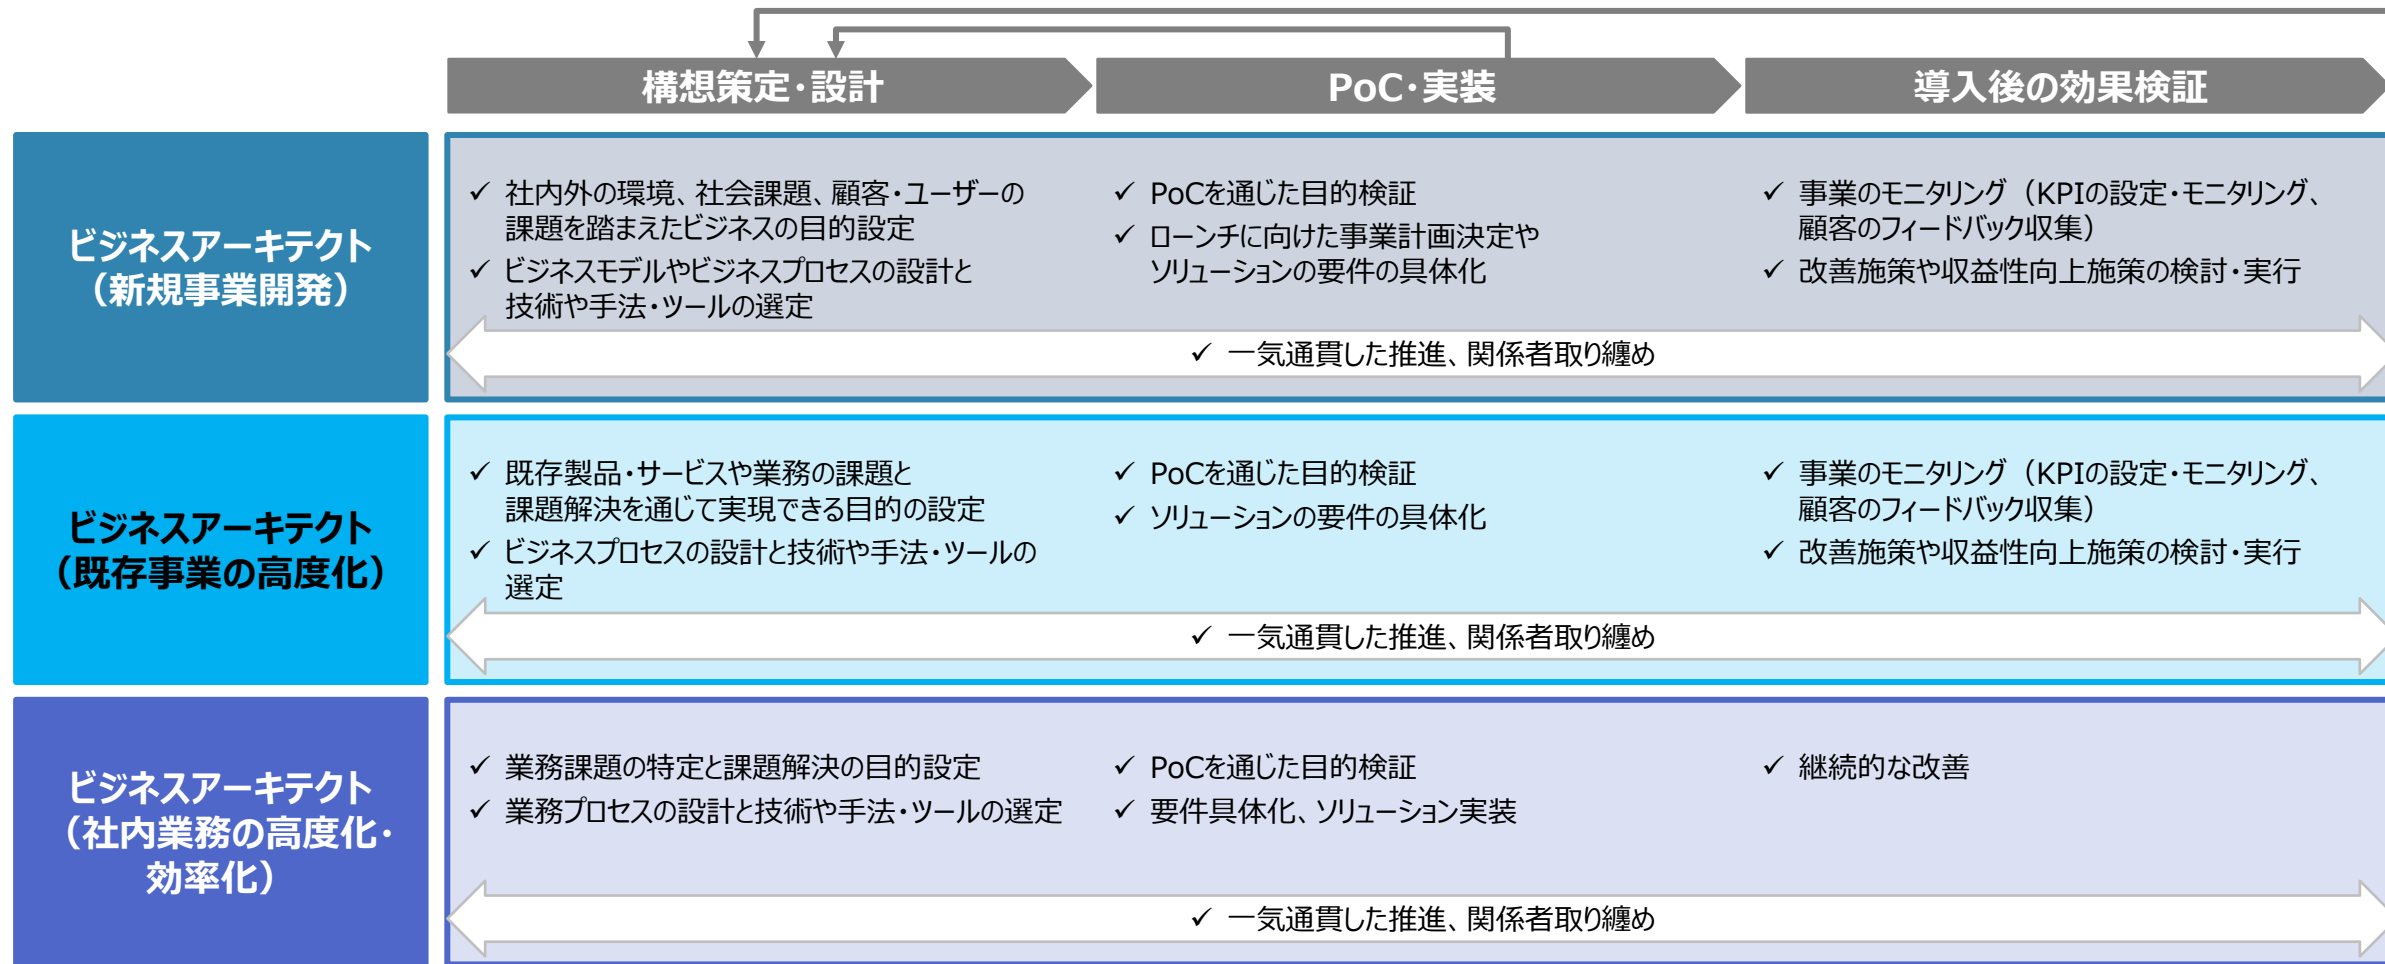 構想策定・設計
PoC・実装
導入後の効果検証
ビジネスアーキテクト
（新規事業開発）
✓ 社内外の環境、社会課題、顧客・ユーザーの
課題を踏まえたビジネスの目的設定
✓ ビジネスモデルやビジネスプロセスの設計と
技術や手法・ツールの選定
✓ PoCを通じた目的検証
✓ ローンチに向けた事業計画決定や
ソリューションの要件の具体化
✓ 事業のモニタリング（KPIの設定・モニタリング、
顧客のフィードバック収集）
✓ 改善施策や収益性向上施策の検討・実行
✓ 一気通貫した推進、関係者取り纏め
ビジネスアーキテクト
（既存事業の高度化）
✓ 既存製品・サービスや業務の課題と
課題解決を通じて実現できる目的の設定
✓ ビジネスプロセスの設計と技術や手法・ツールの
選定
✓ PoCを通じた目的検証
✓ ソリューションの要件の具体化
✓ 事業のモニタリング（KPIの設定・モニタリング、
顧客のフィードバック収集）
✓ 改善施策や収益性向上施策の検討・実行
✓ 一気通貫した推進、関係者取り纏め
ビジネスアーキテクト
（社内業務の高度化・
効率化）
✓ 業務課題の特定と課題解決の目的設定
✓ 業務プロセスの設計と技術や手法・ツールの選定
✓ PoCを通じた目的検証
✓ 要件具体化、ソリューション実装
✓ 継続的な改善
✓ 一気通貫した推進、関係者取り纏め